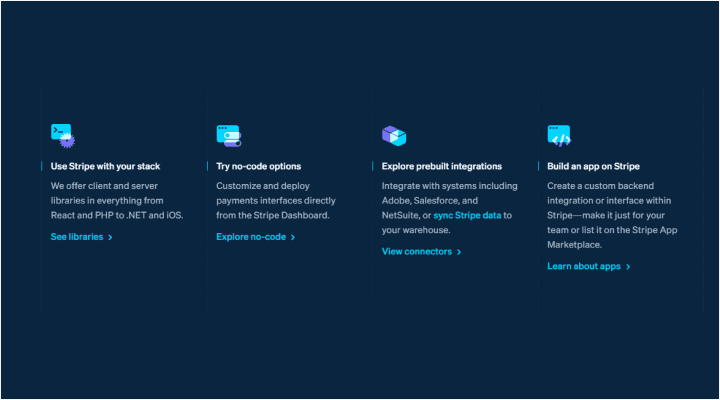 Use Stripe with your stack
We offer client and server
libraries in everything from
React and PHP to .NET and iOS.
See libraries >
Try no-code options
Customize and deploy
payments interfaces directly
from the Stripe Dashboard.
Explore no-code >
Explore prebuilt integrations
Integrate with systems including
Adobe, Salesforce, and
NetSuite, or sync Stripe data to
your warehouse.
View connectors >
Build an app on Stripe
Create a custom backend
integration or interface within
Stripe—make it just for your
team or list it on the Stripe App
Marketplace.
Learn about apps >